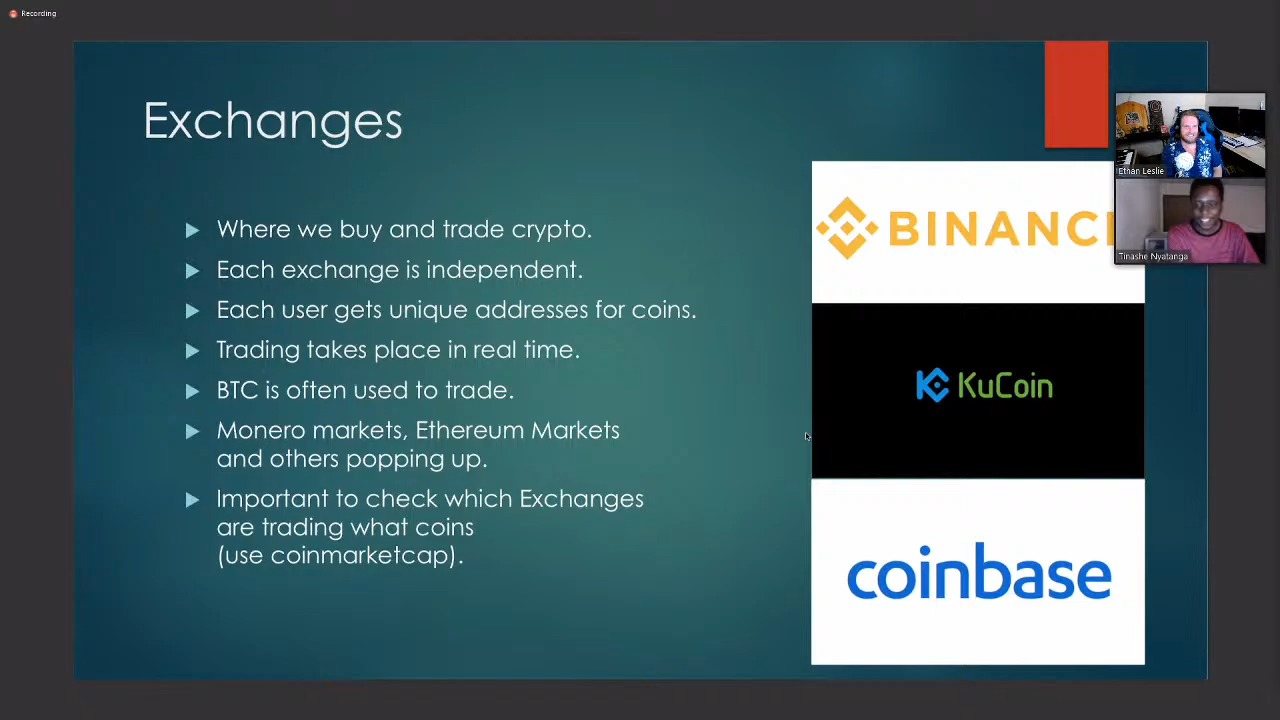 Recording
Exchanges
Where we buy and trade crypto.
Each exchange is independent.
Each user gets unique addresses for coins.
Trading takes place in real time.
BTC is often used to trade.
Monero markets, Ethereum Markets
and others popping up.
Important to check which Exchanges
are trading what coins
(use coinmarketcap).
BINANC
KuCoin
coinbase
Ethan Leslie
Tinashe Nyatanga